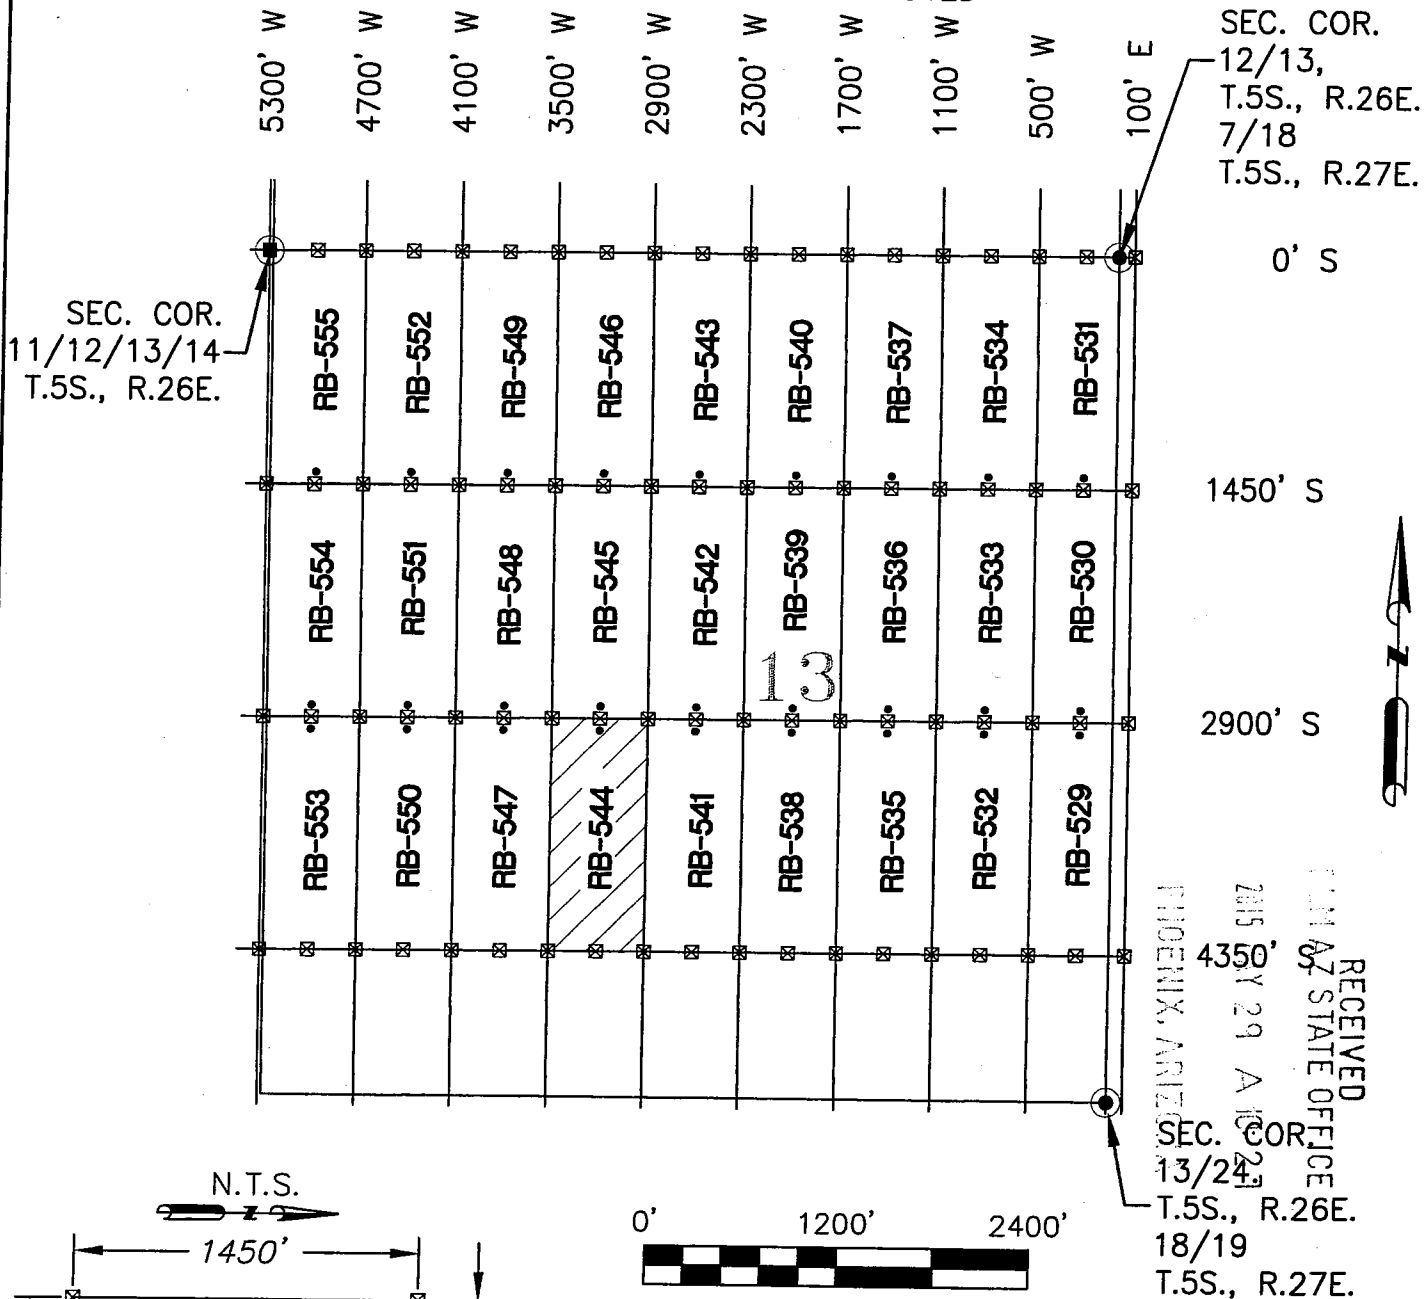 5300' W
4700' W
4100' W
3500' W
2900' W
2300' W
1700' W
1100' W
500' W
100' E
SEC. COR.
12/13,
T.5S., R.26E.
7/18
T.5S., R.27E.
0' S
SEC. COR.
11/12/13/14
T.5S., R.26E.
RB-555
RB-552
RB-549
RB-546
RB-543
RB-540
RB-537
RB-534
RB-531
1450' S
RB-554
RB-551
RB-548
RB-545
RB-542
RB-539
RB-536
RB-533
RB-530
13
2900' S
RB-553
RB-550
RB-547
RB-544
RB-541
RB-538
RB-535
RB-532
RB-529
z
4350' S
RECEIVED
AZ STATE OFFICE
29 A
PHOENIX,
SEC. COR.
13/24,
T.5S., R.26E.
18/19
T.5S., R.27E.
N.T.S.
z
1450'
0' 1200' 2400'